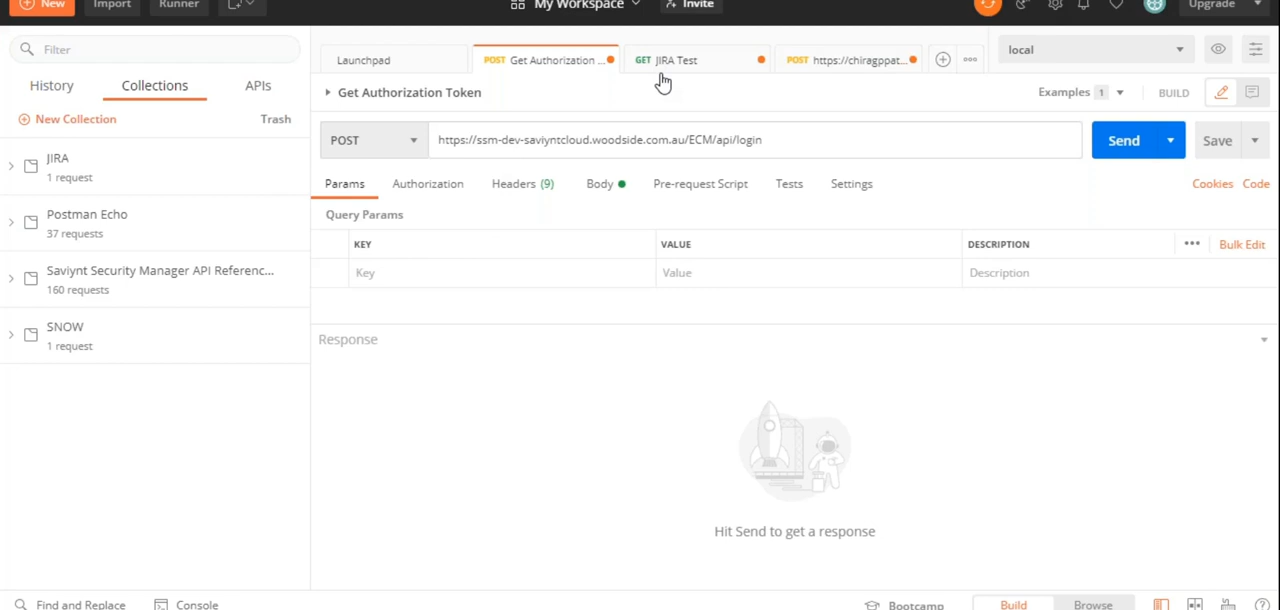 New Import Runner My Workspace Invite Upgrade
Filter
Launchpad POST Get Authorization ... GET JIRA Test POST https://chiragppat... local
History Collections APIs
Get Authorization Token Examples 1 BUILD
New Collection Trash
POST https://ssm-dev-saviyntcloud.woodside.com.au/ECM/api/login Send Save
JIRA
1 request
Params Authorization Headers (9) Body Pre-request Script Tests Settings Cookies Code
Postman Echo
37 requests
Query Params
KEY VALUE DESCRIPTION Bulk Edit
Key Value Description
Saviynt Security Manager API Referenc...
160 requests
SNOW
1 request
Response
Hit Send to get a response
Find and Replace Console Bootcamp Build Browse